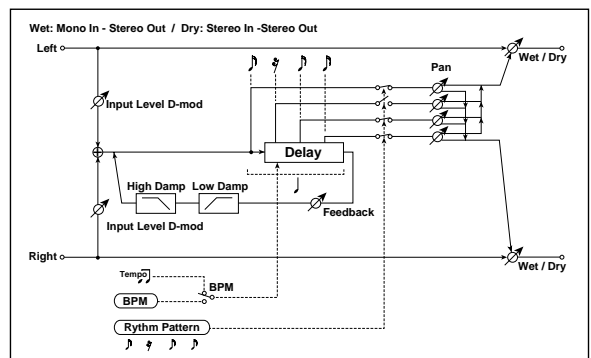 Wet: Mono In - Stereo Out / Dry: Stereo In -Stereo Out
Left
Wet / Dry
Pan
Input Level D-mod
Delay
High Damp Low Damp
Feedback
Input Level D-mod
Right
Wet / Dry
Tempo
BPM
BPM
Rythm Pattern